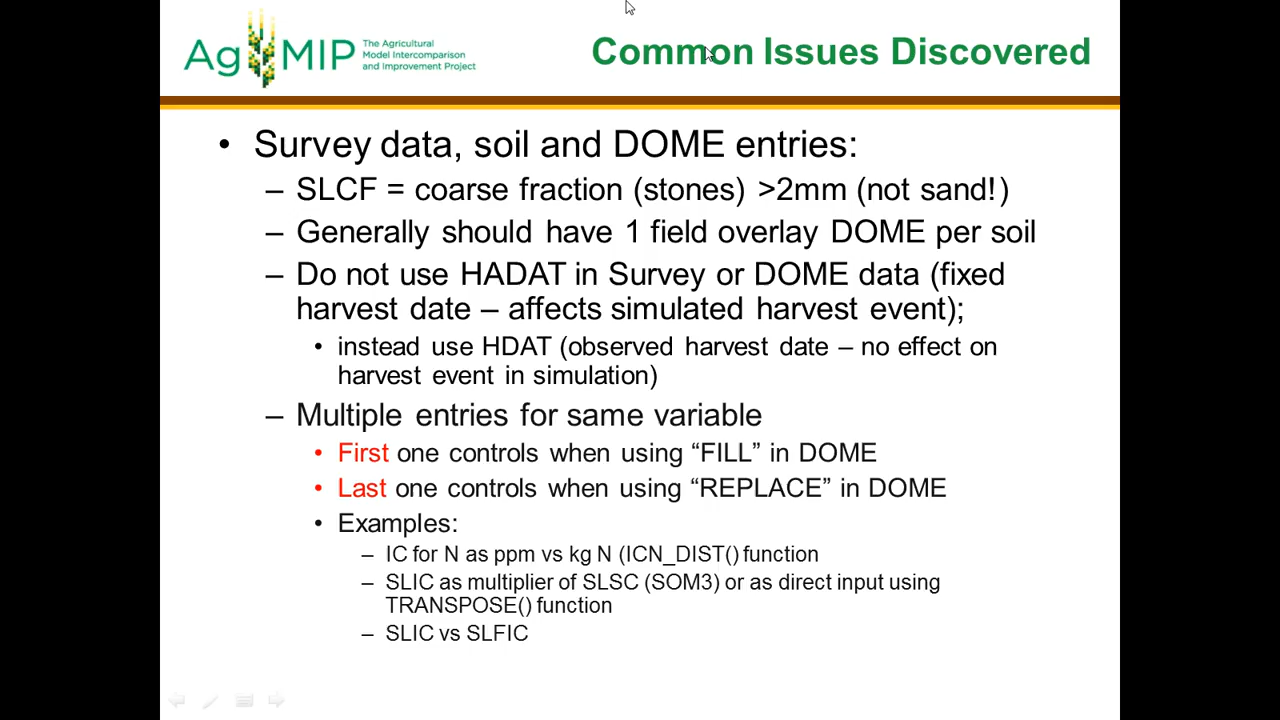 AgMIP
The Agricultural
Model Intercomparison
and Improvement Project
Common Issues Discovered
• Survey data, soil and DOME entries:
– SLCF = coarse fraction (stones) >2mm (not sand!)
– Generally should have 1 field overlay DOME per soil
– Do not use HADAT in Survey or DOME data (fixed
harvest date – affects simulated harvest event);
• instead use HDAT (observed harvest date – no effect on
harvest event in simulation)
– Multiple entries for same variable
• First one controls when using “FILL” in DOME
• Last one controls when using “REPLACE” in DOME
• Examples:
– IC for N as ppm vs kg N (ICN_DIST() function
– SLIC as multiplier of SLSC (SOM3) or as direct input using
TRANSPOSE() function
– SLIC vs SLFIC